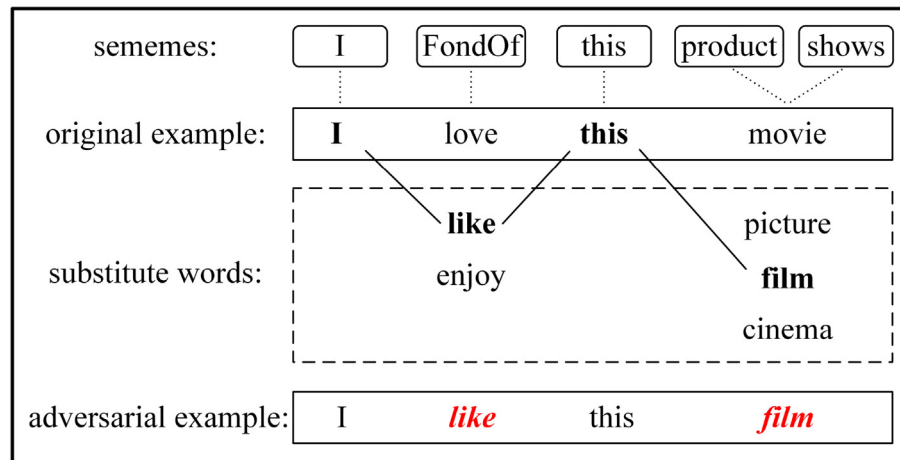 sememes: I FondOf this product shows
original example: I love this movie
like picture
substitute words: enjoy film
cinema
adversarial example: I like this film